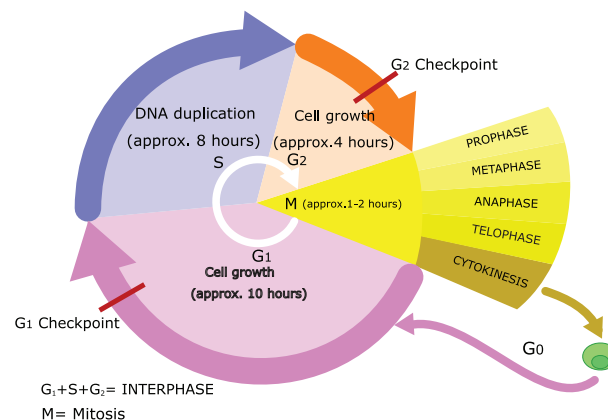 G2 Checkpoint
DNA duplication
(approx. 8 hours)
S
Cell growth
(approx.4 hours)
G2
PROPHASE
METAPHASE
ANAPHASE
TELOPHASE
CYTOKINESIS
M (approx.1-2 hours)
G1
Cell growth
(approx. 10 hours)
G1 Checkpoint
G0
G1+S+G2= INTERPHASE
M= Mitosis